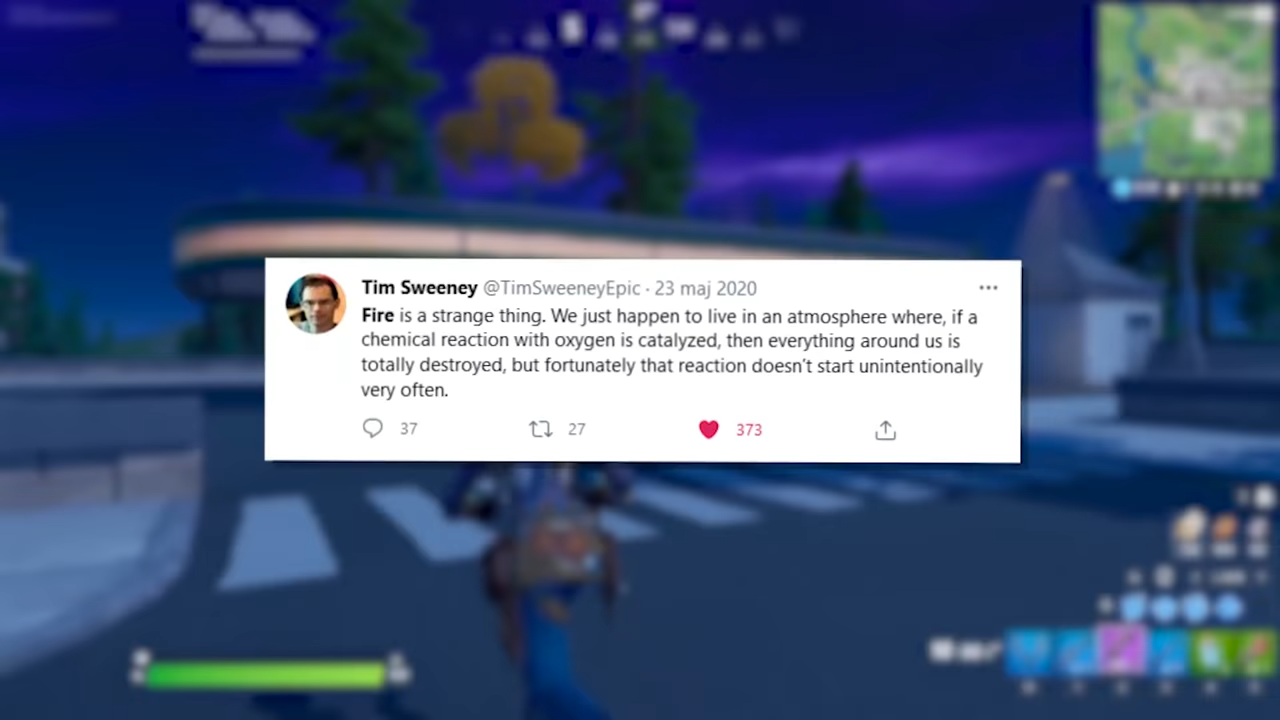 Tim Sweeney @TimSweeneyEpic · 23 maj 2020
Fire is a strange thing. We just happen to live in an atmosphere where, if a
chemical reaction with oxygen is catalyzed, then everything around us is
totally destroyed, but fortunately that reaction doesn't start unintentionally
very often.
37 27 373